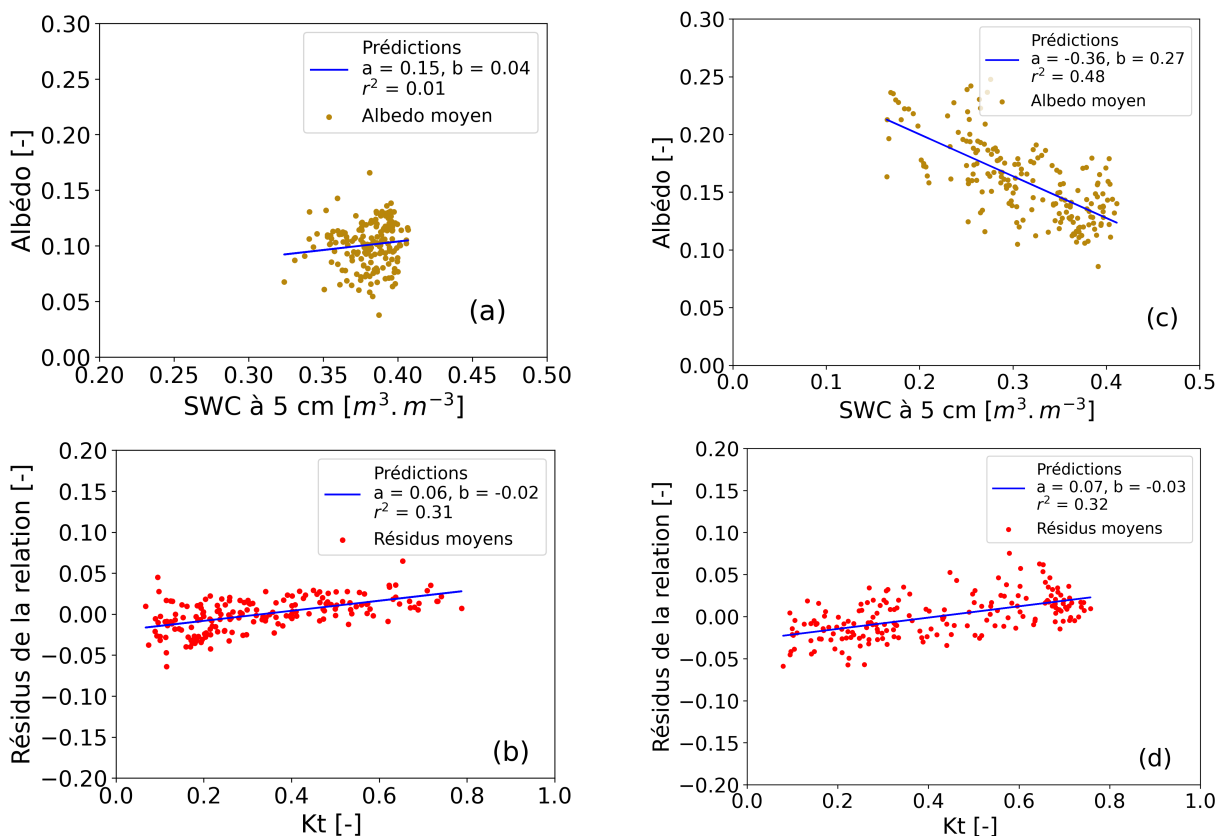 0.30
0.25
0.20
0.15
0.10
0.05
0.00
Albédo [-]
Prédictions
a = 0.15, b = 0.04
r² = 0.01
Albedo moyen
(a)
0.20 0.25 0.30 0.35 0.40 0.45 0.50
SWC à 5 cm [m³.m⁻³]
0.30
0.25
0.20
0.15
0.10
0.05
0.00
Albédo [-]
Prédictions
a = -0.36, b = 0.27
r² = 0.48
Albedo moyen
(c)
0.0 0.1 0.2 0.3 0.4 0.5
SWC à 5 cm [m³.m⁻³]
0.20
0.15
0.10
0.05
0.00
−0.05
−0.10
−0.15
−0.20
Résidus de la relation [-]
Prédictions
a = 0.06, b = -0.02
r² = 0.31
Résidus moyens
(b)
0.0 0.2 0.4 0.6 0.8 1.0
Kt [-]
0.20
0.15
0.10
0.05
0.00
−0.05
−0.10
−0.15
−0.20
Résidus de la relation [-]
Prédictions
a = 0.07, b = -0.03
r² = 0.32
Résidus moyens
(d)
0.0 0.2 0.4 0.6 0.8 1.0
Kt [-]